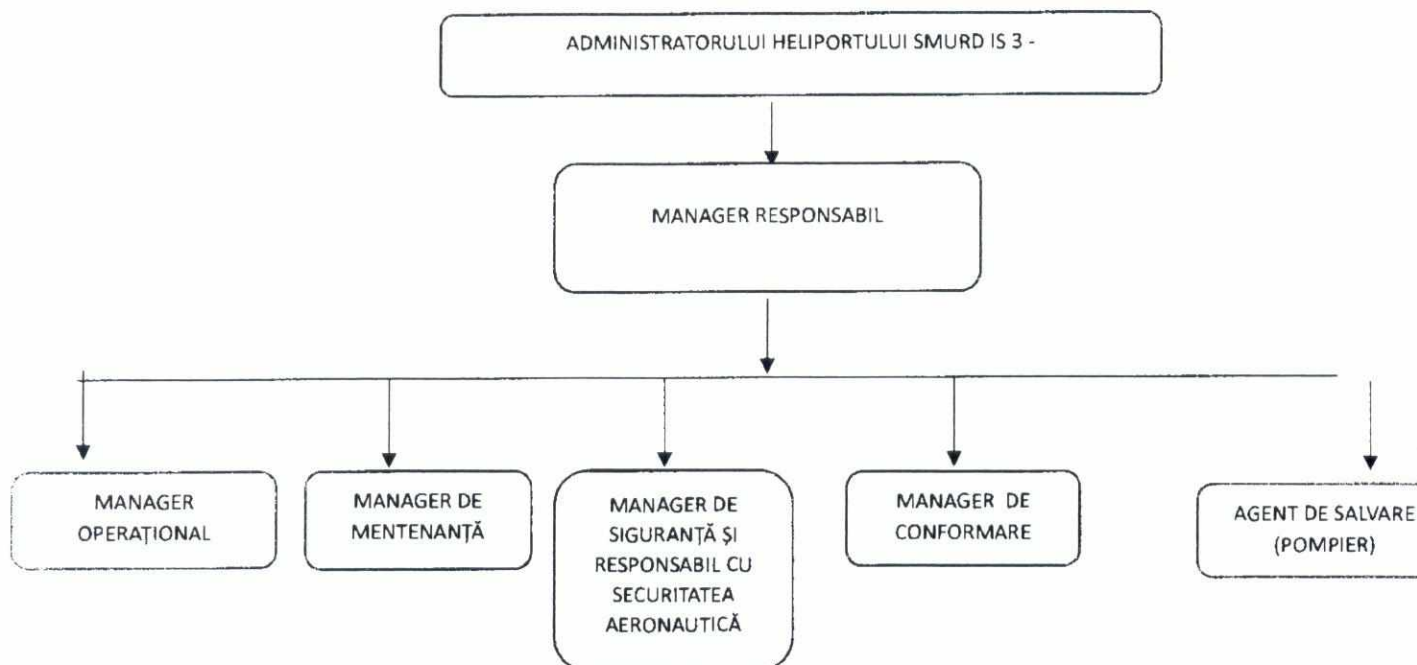 ADMINISTRATORULUI HELIPORTULUI SMURD IS 3 -
MANAGER RESPONSABIL
MANAGER
OPERAȚIONAL
MANAGER DE
MENTENANȚĂ
MANAGER DE
SIGURANȚĂ ȘI
RESPONSABIL CU
SECURITATEA
AERONAUTICĂ
MANAGER DE
CONFORMARE
AGENT DE SALVARE
(POMPIER)